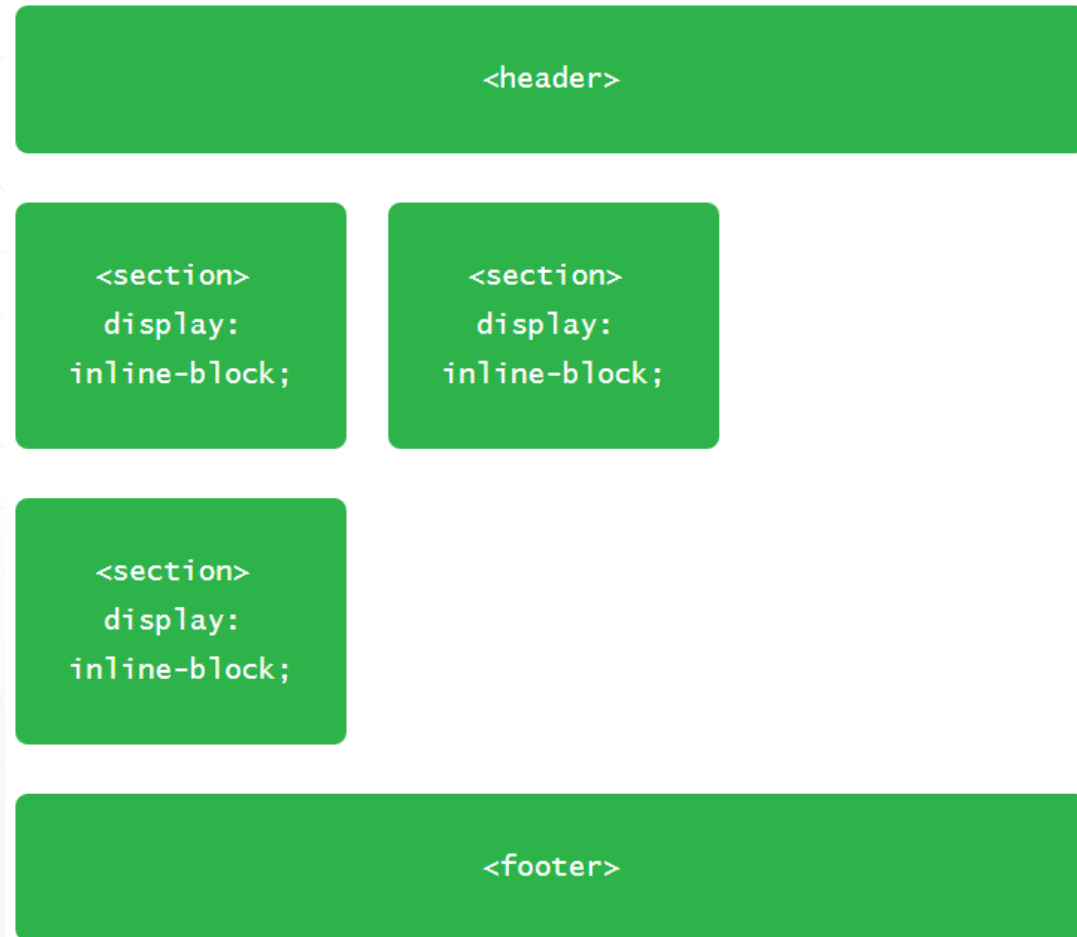 <header>
<section>
display:
inline-block;
<section>
display:
inline-block;
<section>
display:
inline-block;
<footer>